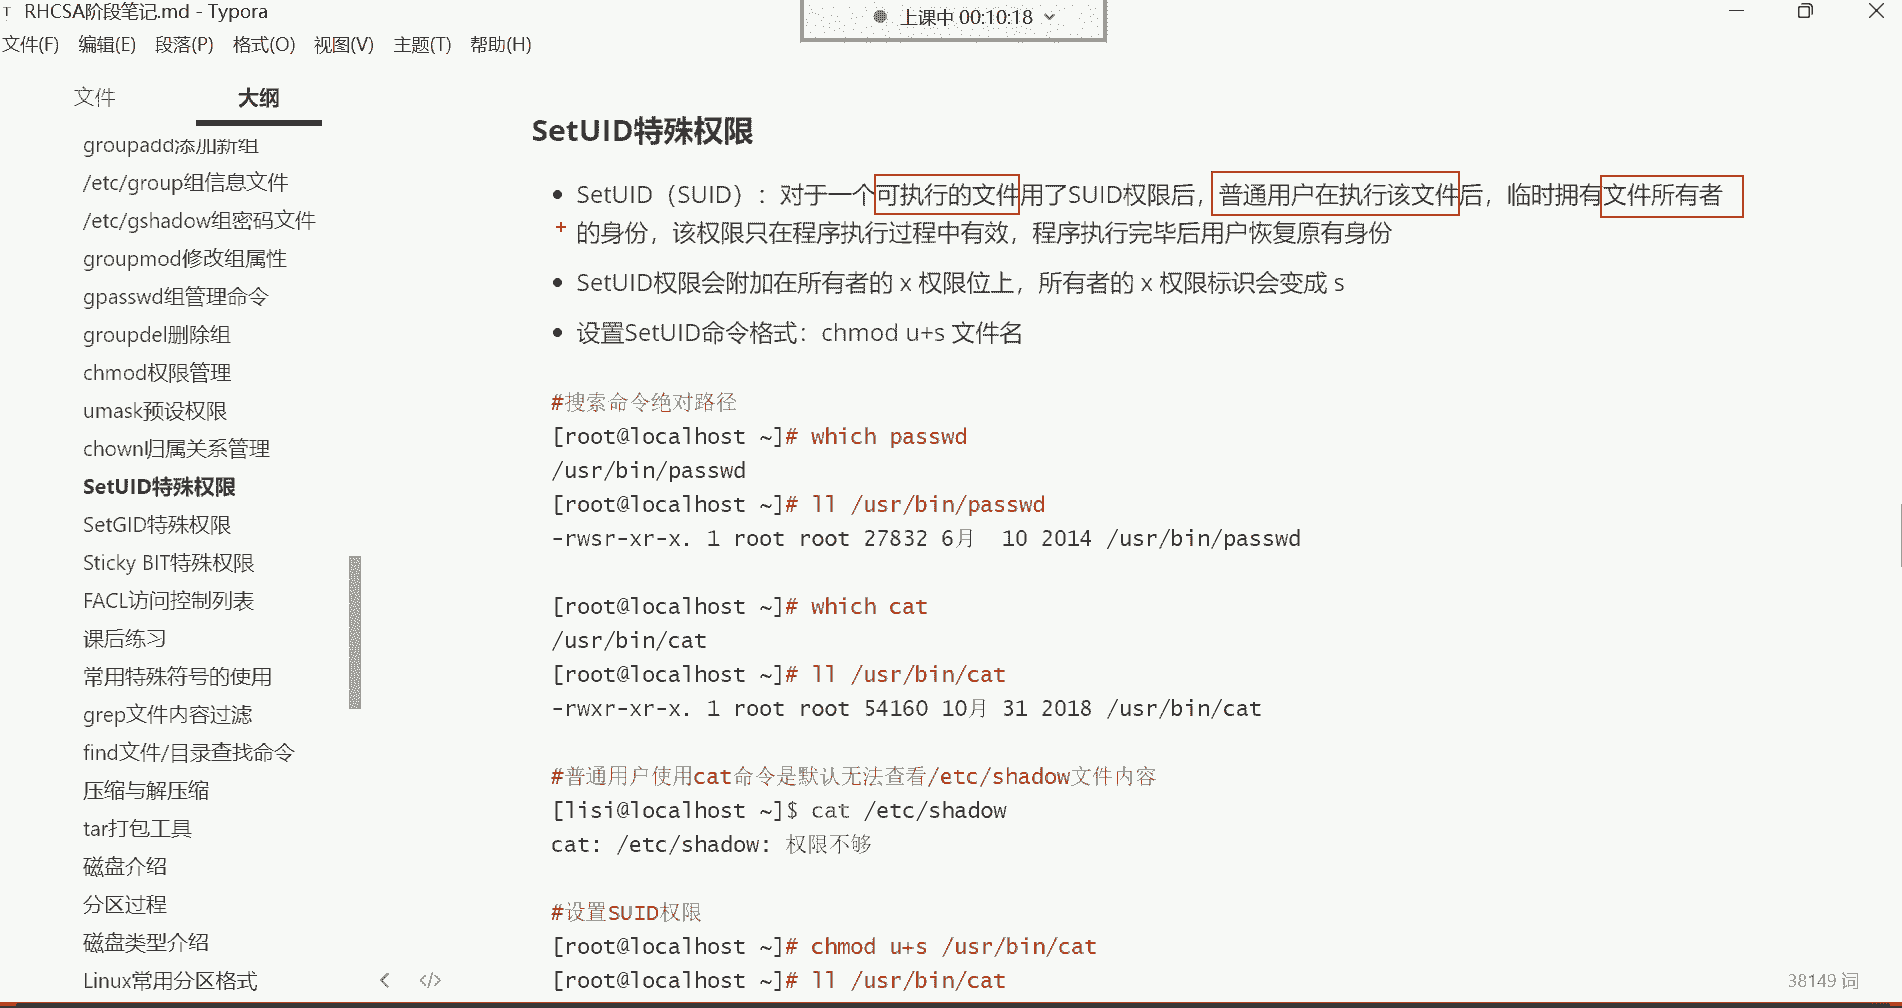 T RHCSA阶段笔记.md - Typora
上课中 00:10:18
文件(F) 编辑(E) 段落(P) 格式(O) 视图(V) 主题(T) 帮助(H)
文件 大纲
groupadd添加新组
/etc/group组信息文件
/etc/gshadow组密码文件
groupmod修改组属性
gpasswd组管理命令
groupdel删除组
chmod权限管理
umask预设权限
chown归属关系管理
SetUID特殊权限
SetGID特殊权限
Sticky BIT特殊权限
FACL访问控制列表
课后练习
常用特殊符号的使用
grep文件内容过滤
find文件/目录查找命令
压缩与解压缩
tar打包工具
磁盘介绍
分区过程
磁盘类型介绍
Linux常用分区格式
SetUID特殊权限
SetUID（SUID）：对于一个可执行的文件用了SUID权限后，普通用户在执行该文件后，临时拥有文件所有者
的身份，该权限只在程序执行过程中有效，程序执行完毕后用户恢复原有身份
SetUID权限会附加在所有者的 x 权限位上，所有者的 x 权限标识会变成 s
设置SetUID命令格式：chmod u+s 文件名
#搜索命令绝对路径
[root@localhost ~]# which passwd
/usr/bin/passwd
[root@localhost ~]# ll /usr/bin/passwd
-rwsr-xr-x. 1 root root 27832 6月  10 2014 /usr/bin/passwd
[root@localhost ~]# which cat
/usr/bin/cat
[root@localhost ~]# ll /usr/bin/cat
-rwxr-xr-x. 1 root root 54160 10月 31 2018 /usr/bin/cat
#普通用户使用cat命令是默认无法查看/etc/shadow文件内容
[lisi@localhost ~]$ cat /etc/shadow
cat: /etc/shadow: 权限不够
#设置SUID权限
[root@localhost ~]# chmod u+s /usr/bin/cat
[root@localhost ~]# ll /usr/bin/cat
38149 词